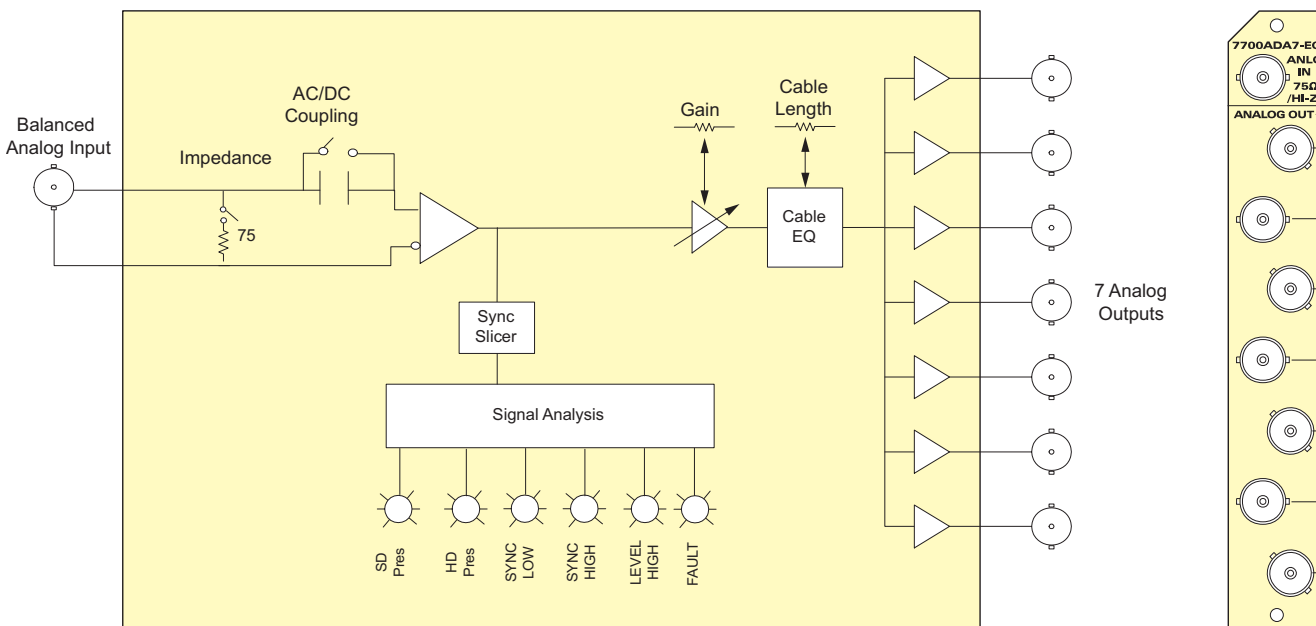 Balanced
Analog Input
Impedance
75
AC/DC
Coupling
Gain
Cable
Length
Cable
EQ
Sync
Slicer
Signal Analysis
SD
Pres
HD
Pres
SYNC
LOW
SYNC
HIGH
LEVEL
HIGH
FAULT
7 Analog
Outputs
IN
75Ω
/HI-Z
ANALOG OUT